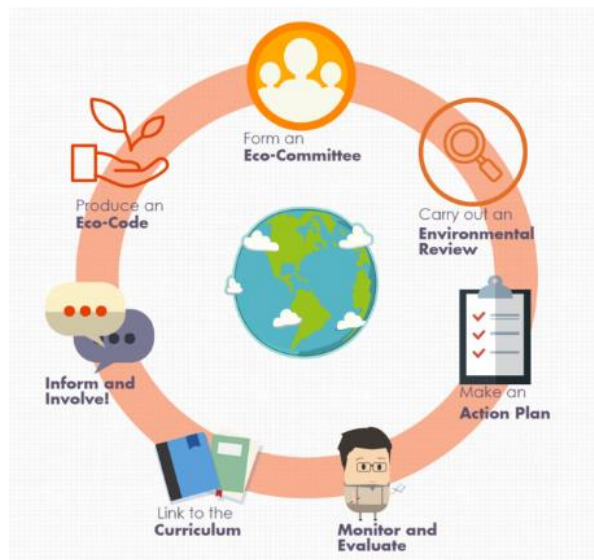 Form an
Eco-Committee
Carry out an
Environmental
Review
Make an
Action Plan
Monitor and
Evaluate
Link to the
Curriculum
Inform and
Involve!
Produce an
Eco-Code